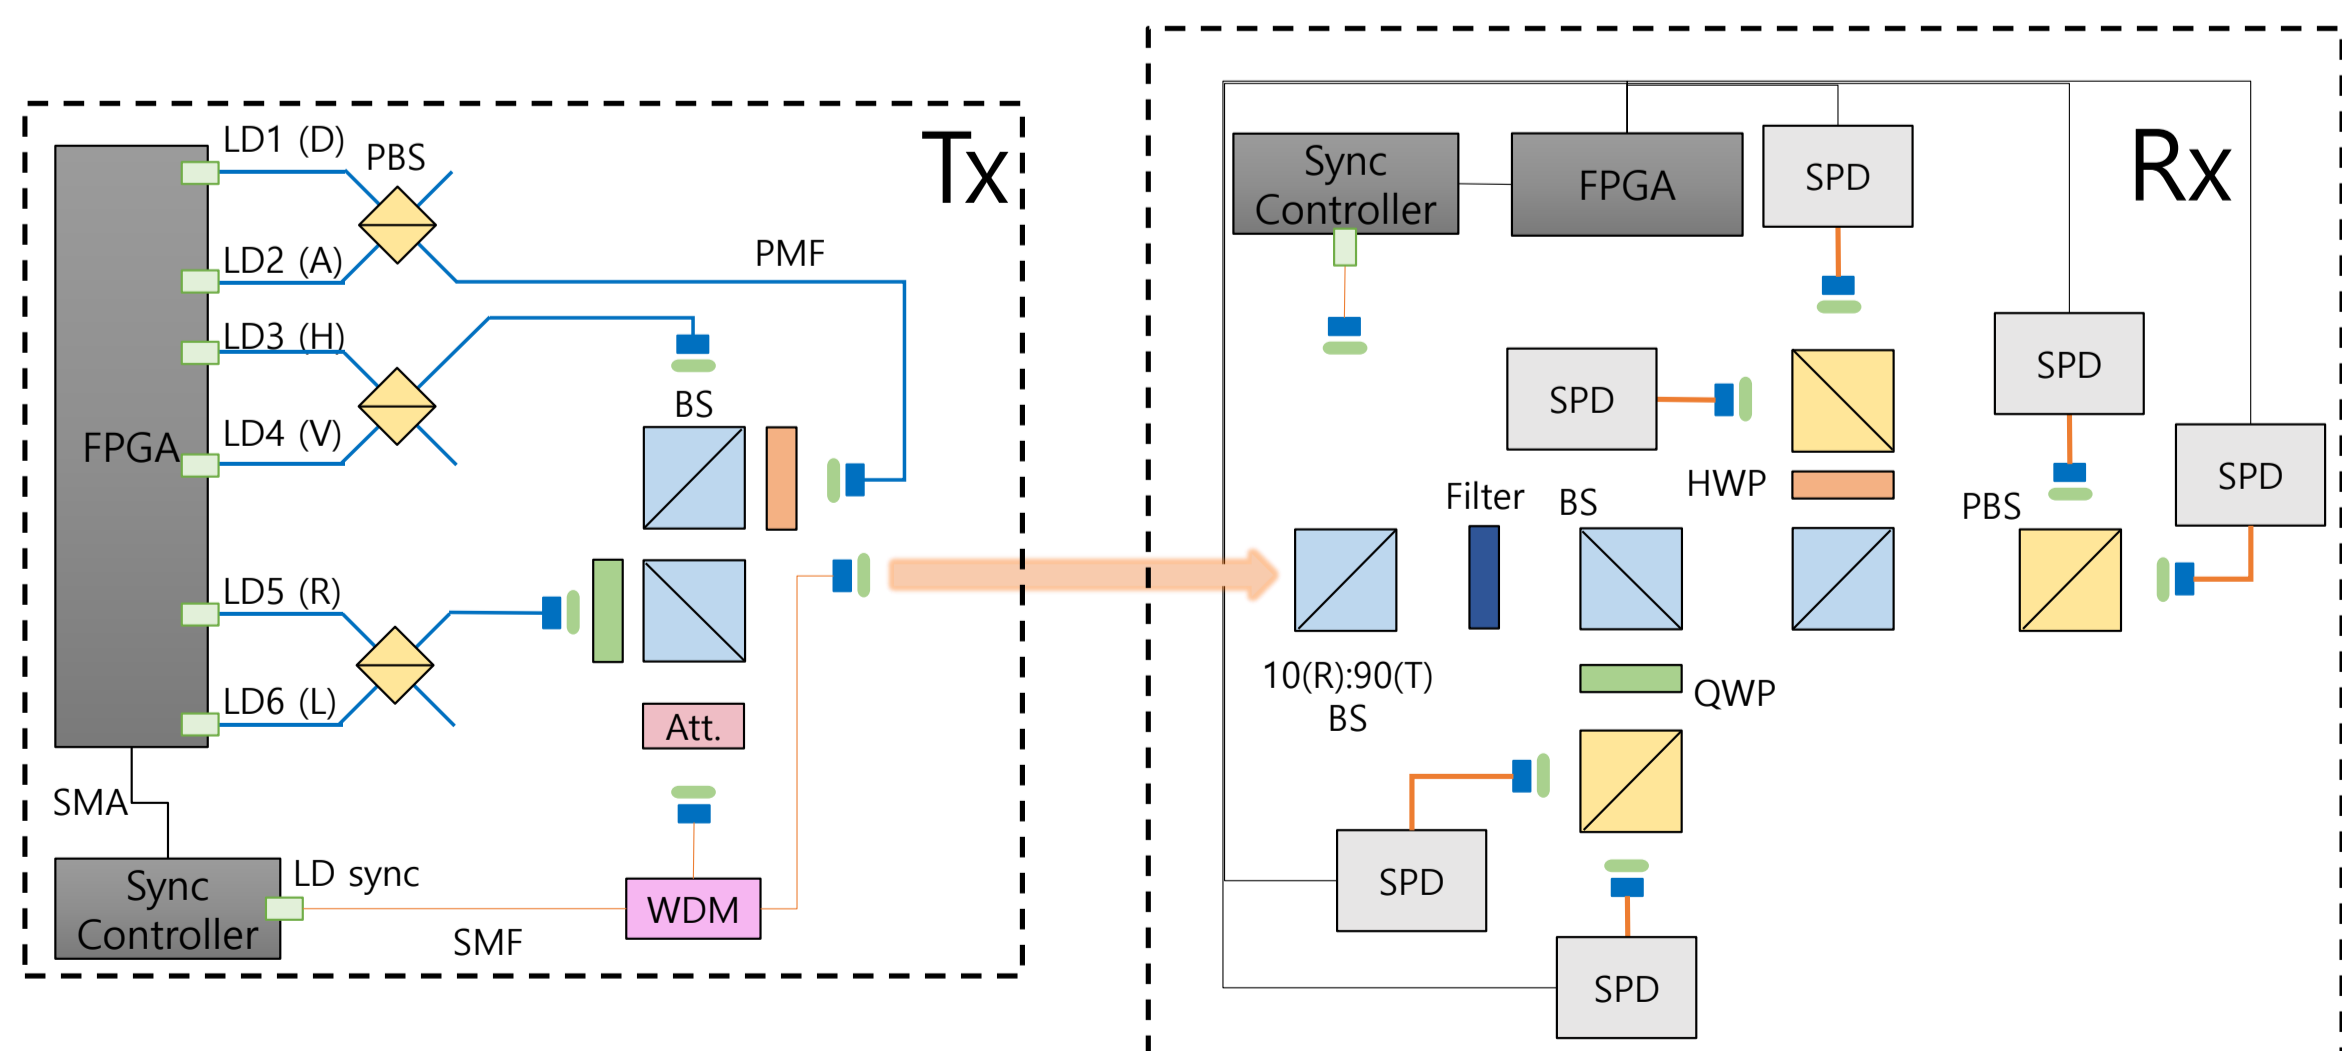 Tx
LD1 (D)
PBS
LD2 (A)
PMF
LD3 (H)
BS
LD4 (V)
FPGA
LD5 (R)
LD6 (L)
Att.
SMA
Sync
Controller
LD sync
SMF
WDM
Rx
Sync
Controller
FPGA
SPD
SPD
SPD
SPD
HWP
Filter
BS
PBS
10(R):90(T)
BS
QWP
SPD
SPD